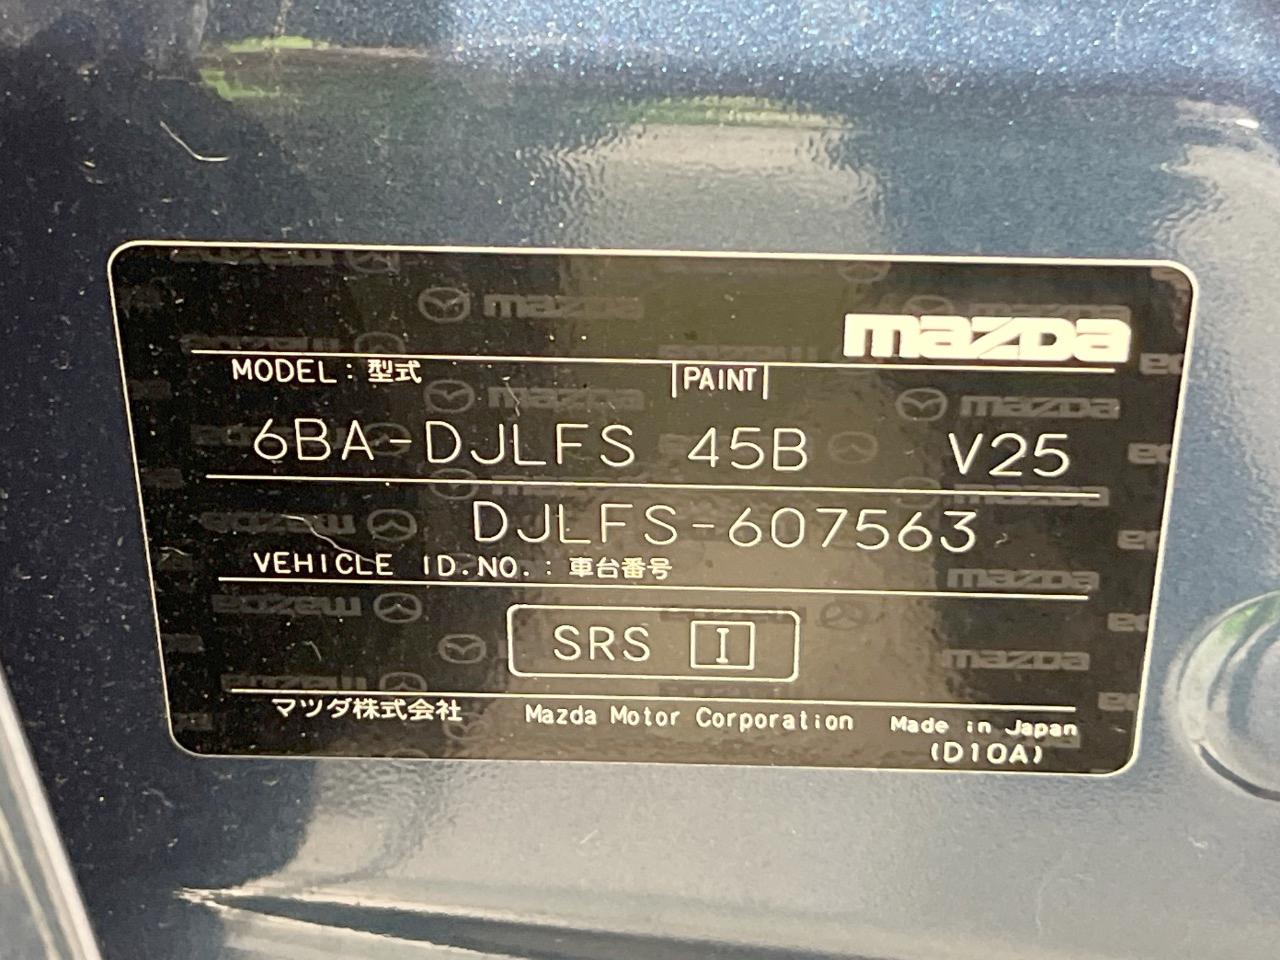 mazda
MODEL : 型式 PAINT
6BA-DJLFS 45B V25
DJLFS-607563
VEHICLE ID.NO. : 車台番号
SRS I
マツダ株式会社 Mazda Motor Corporation Made in Japan
(D10A)